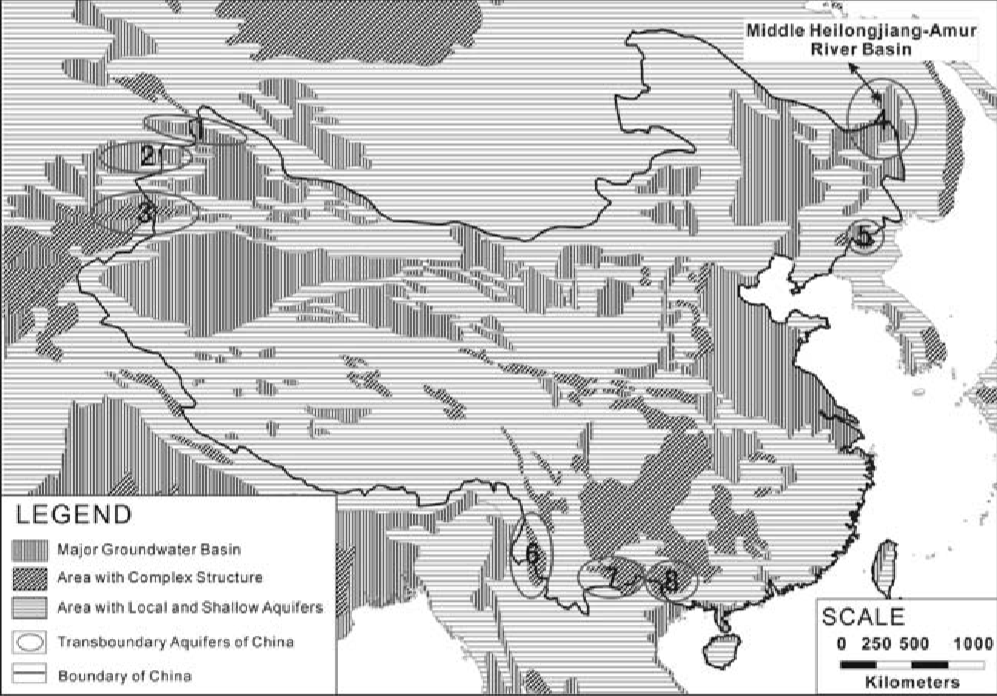 Middle Heilongjiang-Amur
River Basin
1
2
3
4
5
6
7
8
LEGEND
Major Groundwater Basin
Area with Complex Structure
Area with Local and Shallow Aquifers
Transboundary Aquifers of China
Boundary of China
SCALE
0 250 500 1000
Kilometers